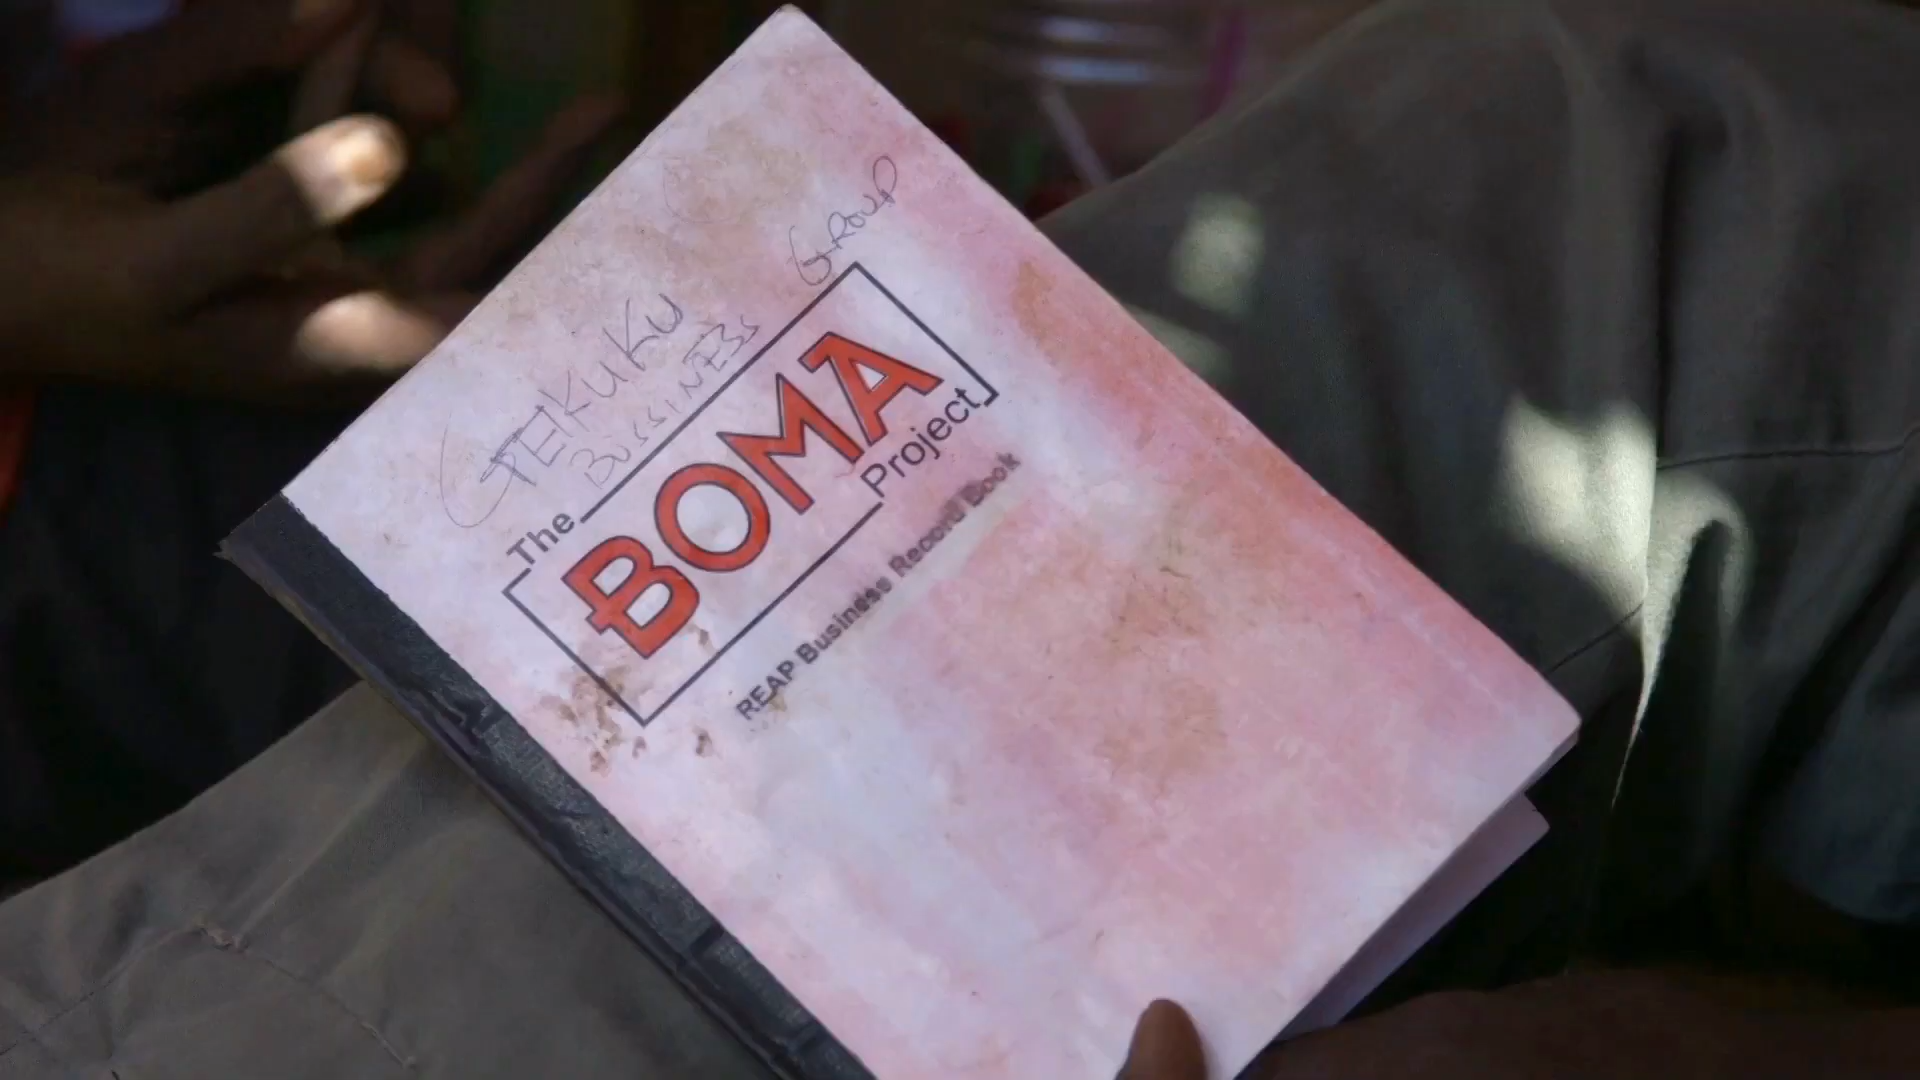 GEIKUKU
BUSSINESS GROUP
The
BOMA
Project
REAP Business Record Book